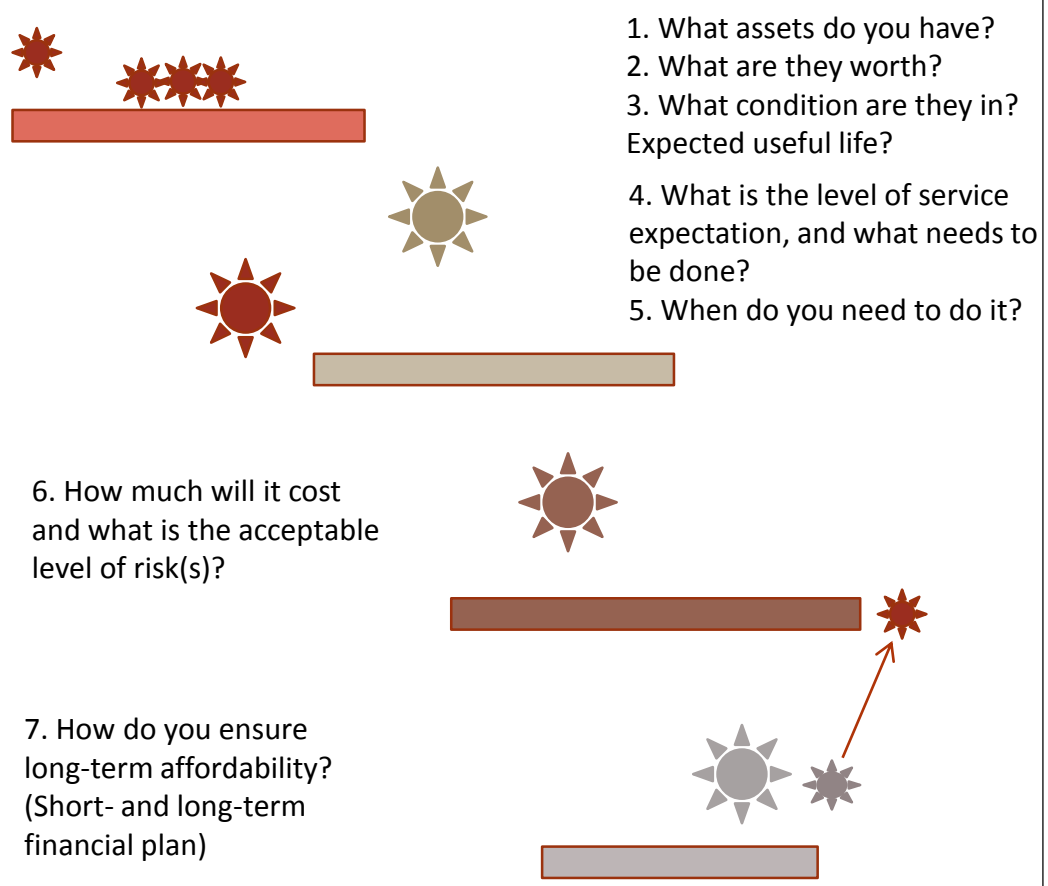 1. What assets do you have?
2. What are they worth?
3. What condition are they in?
Expected useful life?
4. What is the level of service
expectation, and what needs to
be done?
5. When do you need to do it?
6. How much will it cost
and what is the acceptable
level of risk(s)?
7. How do you ensure
long-term affordability?
(Short- and long-term
financial plan)